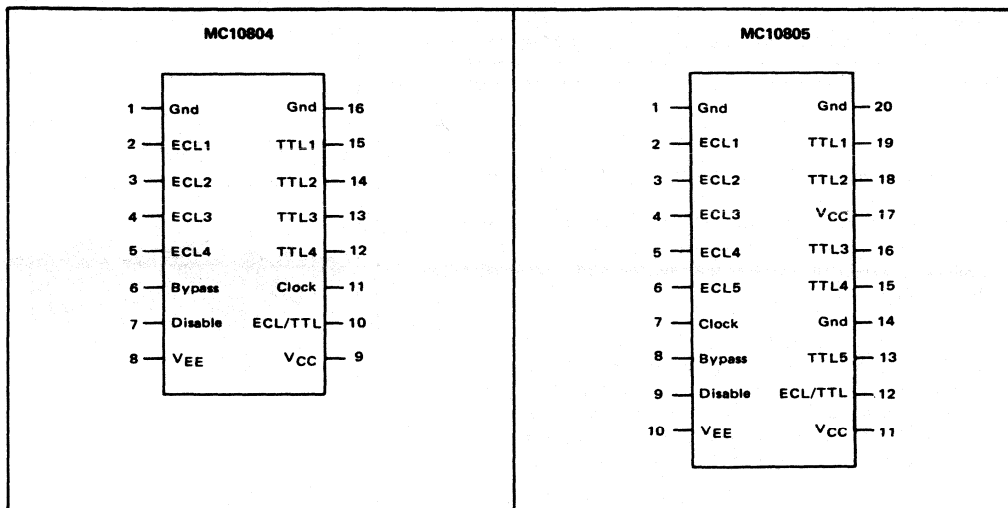 MC10804
1 Gnd Gnd 16
2 ECL1 TTL1 15
3 ECL2 TTL2 14
4 ECL3 TTL3 13
5 ECL4 TTL4 12
6 Bypass Clock 11
7 Disable ECL/TTL 10
8 VEE VCC 9
MC10805
1 Gnd Gnd 20
2 ECL1 TTL1 19
3 ECL2 TTL2 18
4 ECL3 VCC 17
5 ECL4 TTL3 16
6 ECL5 TTL4 15
7 Clock Gnd 14
8 Bypass TTL5 13
9 Disable ECL/TTL 12
10 VEE VCC 11